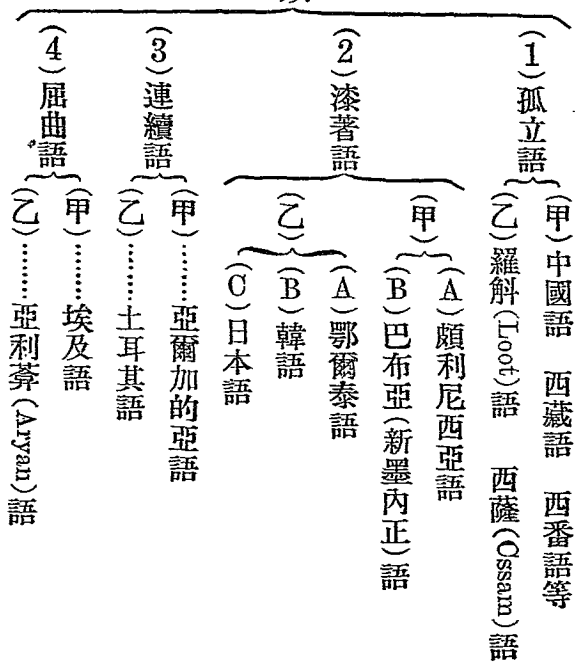 (1)孤立語
(甲)中國語 西藏語 西番語等
(乙)羅斛(Loot)語 西薩(Cssam)語
(2)漆著語
(甲)
(A)頗利尼西亞語
(B)巴布亞(新墨內正)語
(乙)
(A)鄂爾泰語
(B)韓語
(C)日本語
(3)連續語
(甲)………亞爾加的亞語
(乙)………土耳其語
(4)屈曲語
(甲)………埃及語
(乙)………亞利莽(Aryan)語